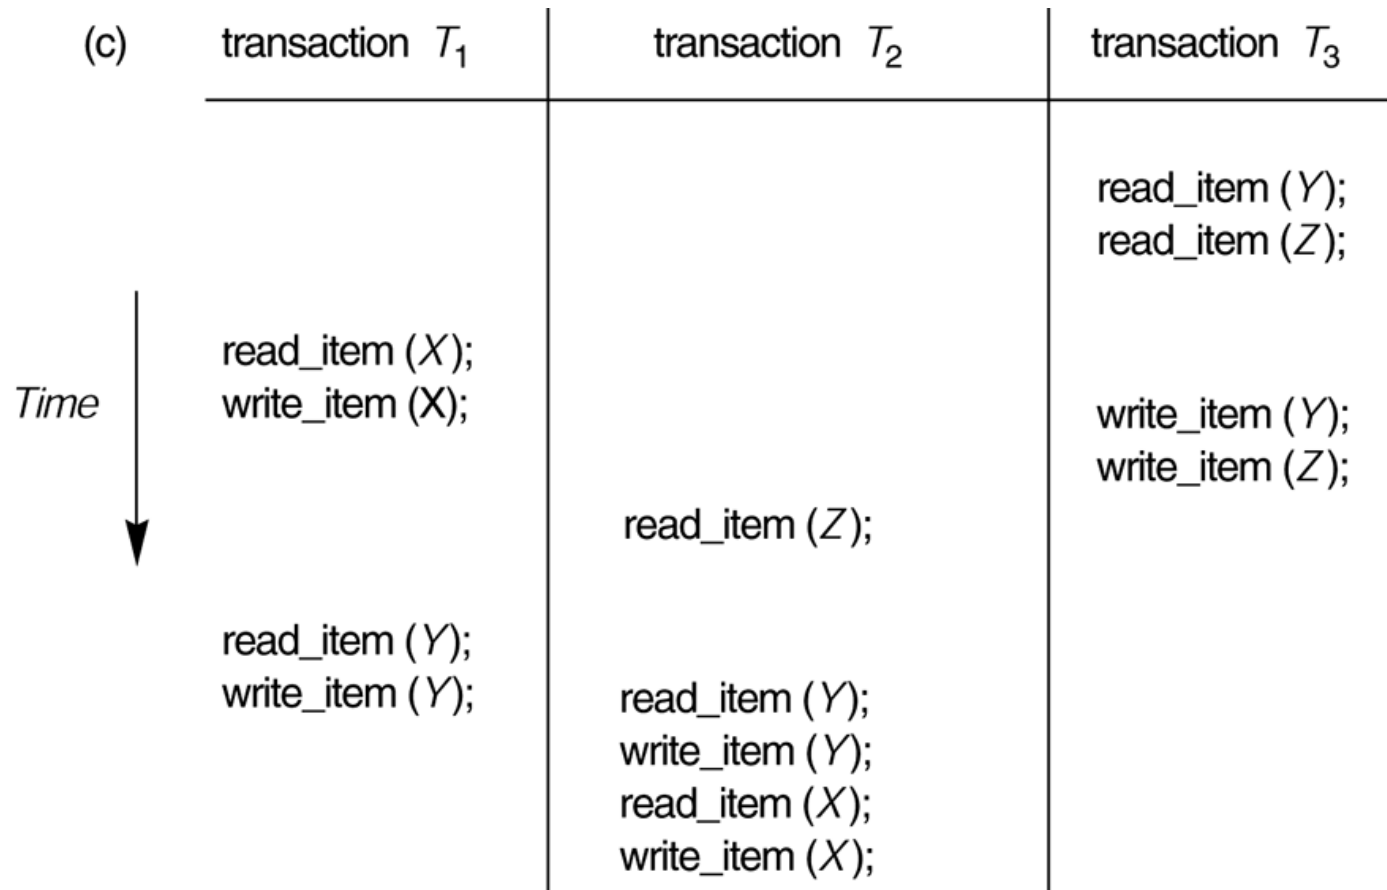 (c) transaction T1 transaction T2 transaction T3
read_item (Y);
read_item (Z);
read_item (X);
Time write_item (X); write_item (Y);
write_item (Z);
read_item (Z);
read_item (Y);
write_item (Y); read_item (Y);
write_item (Y);
read_item (X);
write_item (X);